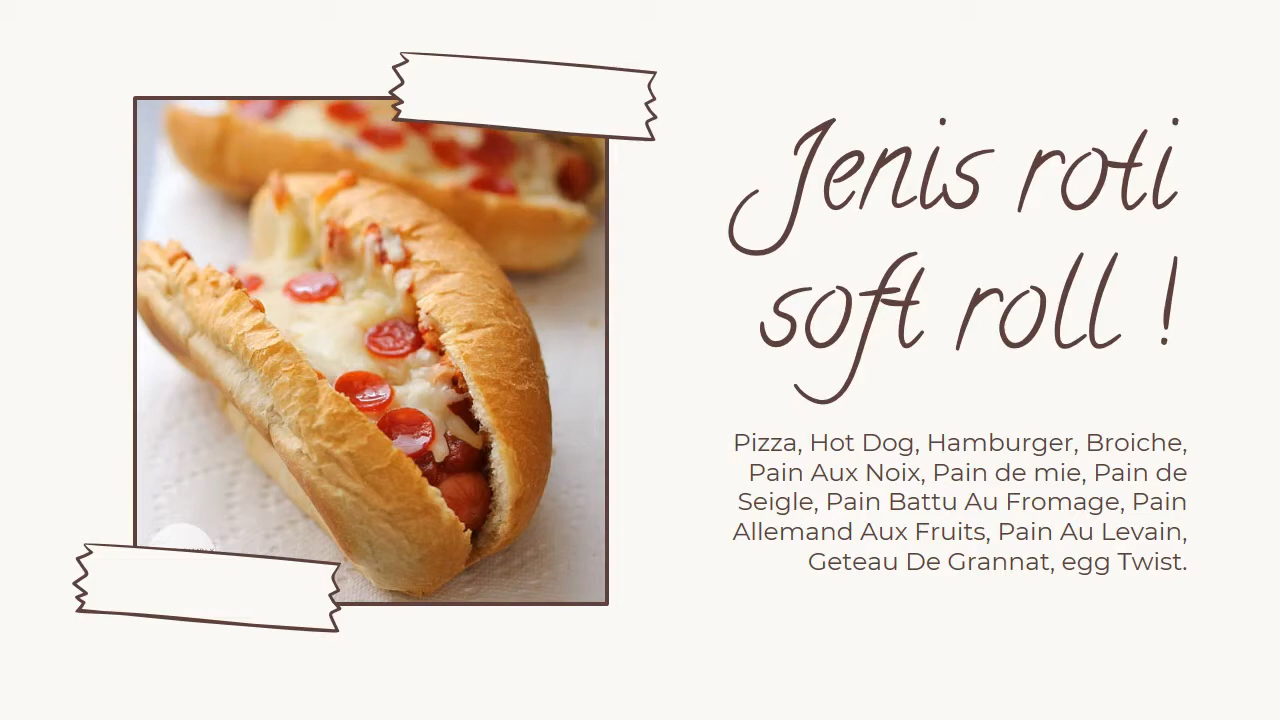 Jenis roti
soft roll !
Pizza, Hot Dog, Hamburger, Broiche,
Pain Aux Noix, Pain de mie, Pain de
Seigle, Pain Battu Au Fromage, Pain
Allemand Aux Fruits, Pain Au Levain,
Geteau De Grannat, egg Twist.